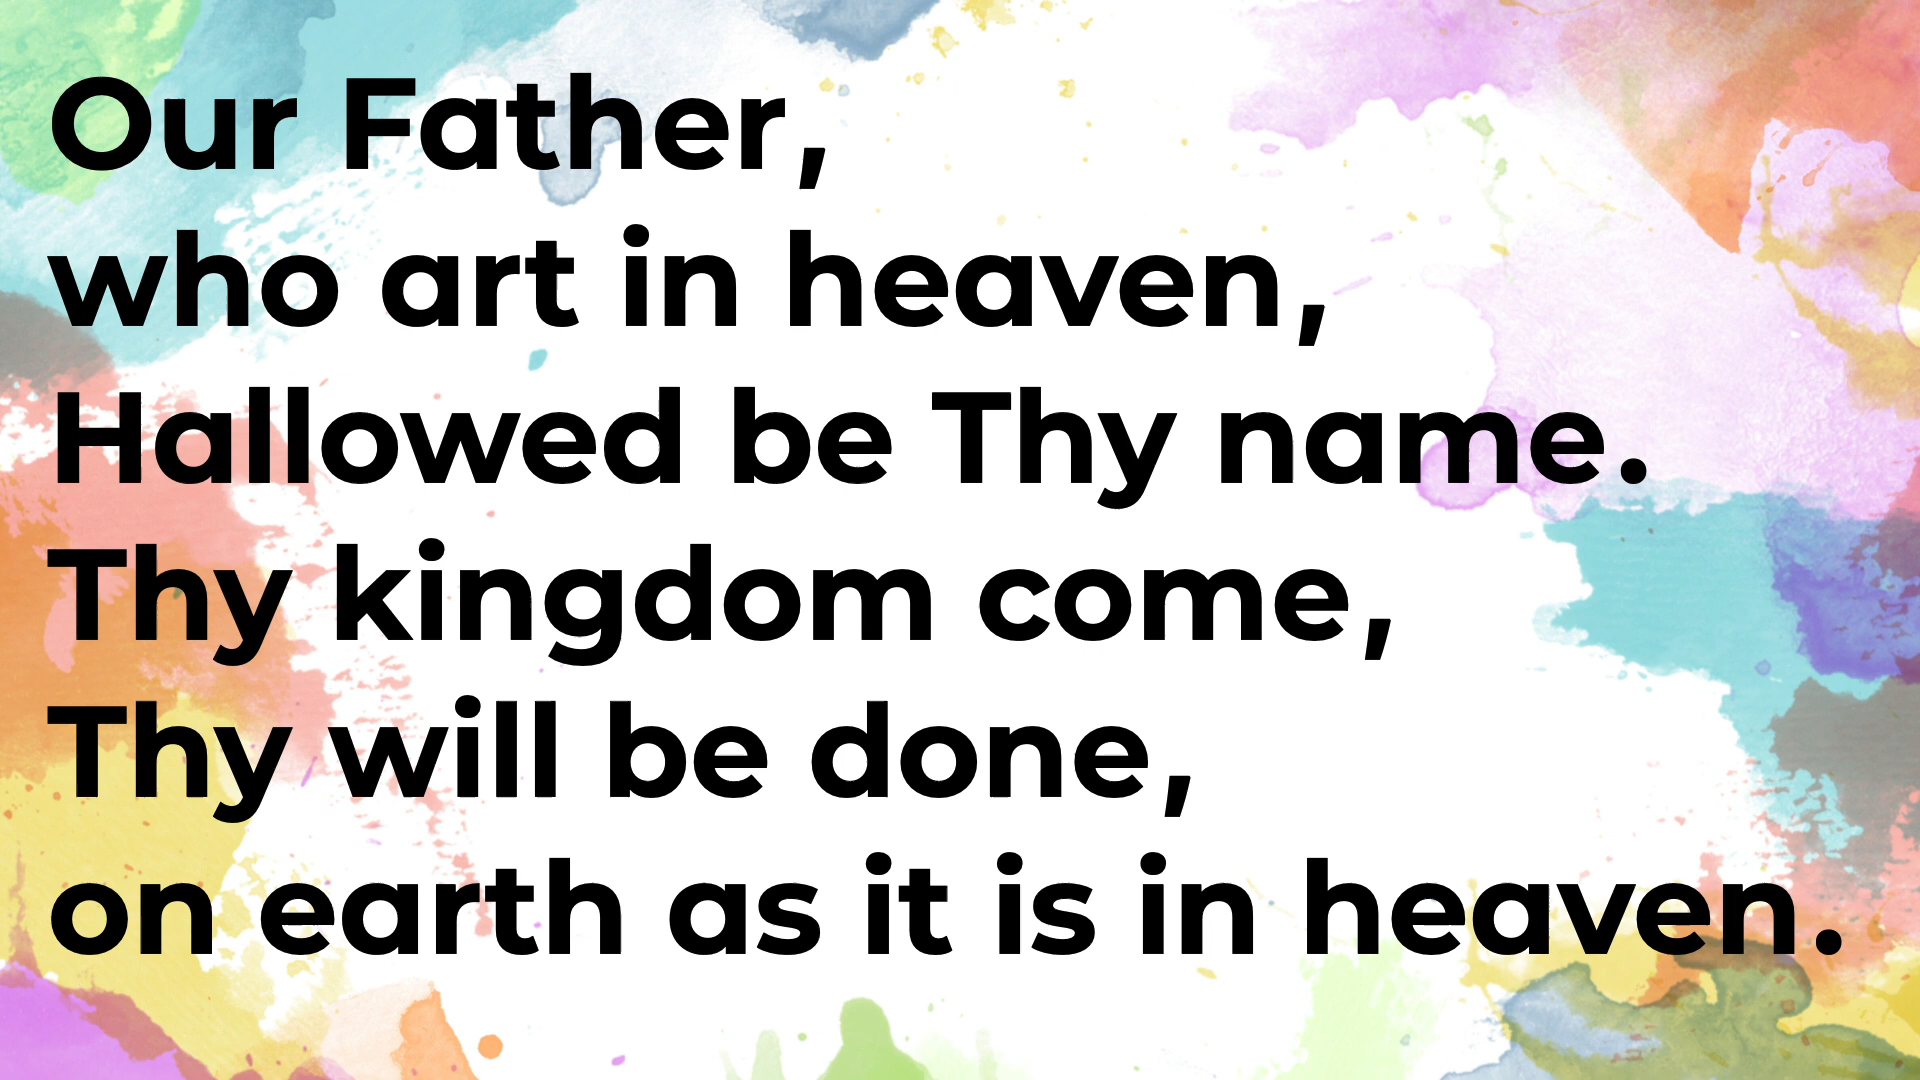 Our Father,
who art in heaven,
Hallowed be Thy name.
Thy kingdom come,
Thy will be done,
on earth as it is in heaven.